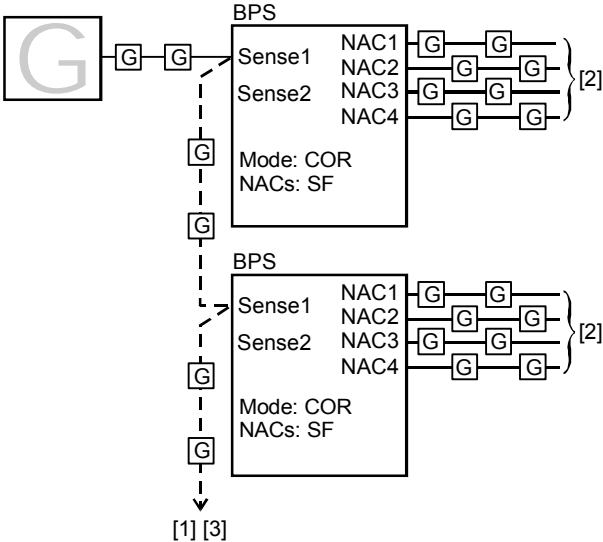 BPS
G
G G
Sense1 NAC1 G G
NAC2 G G [2]
Sense2 NAC3 G G
NAC4 G G
G
Mode: COR
NACs: SF
G
BPS
Sense1 NAC1 G G
NAC2 G G [2]
Sense2 NAC3 G G
NAC4 G G
G
Mode: COR
NACs: SF
G
[1] [3]